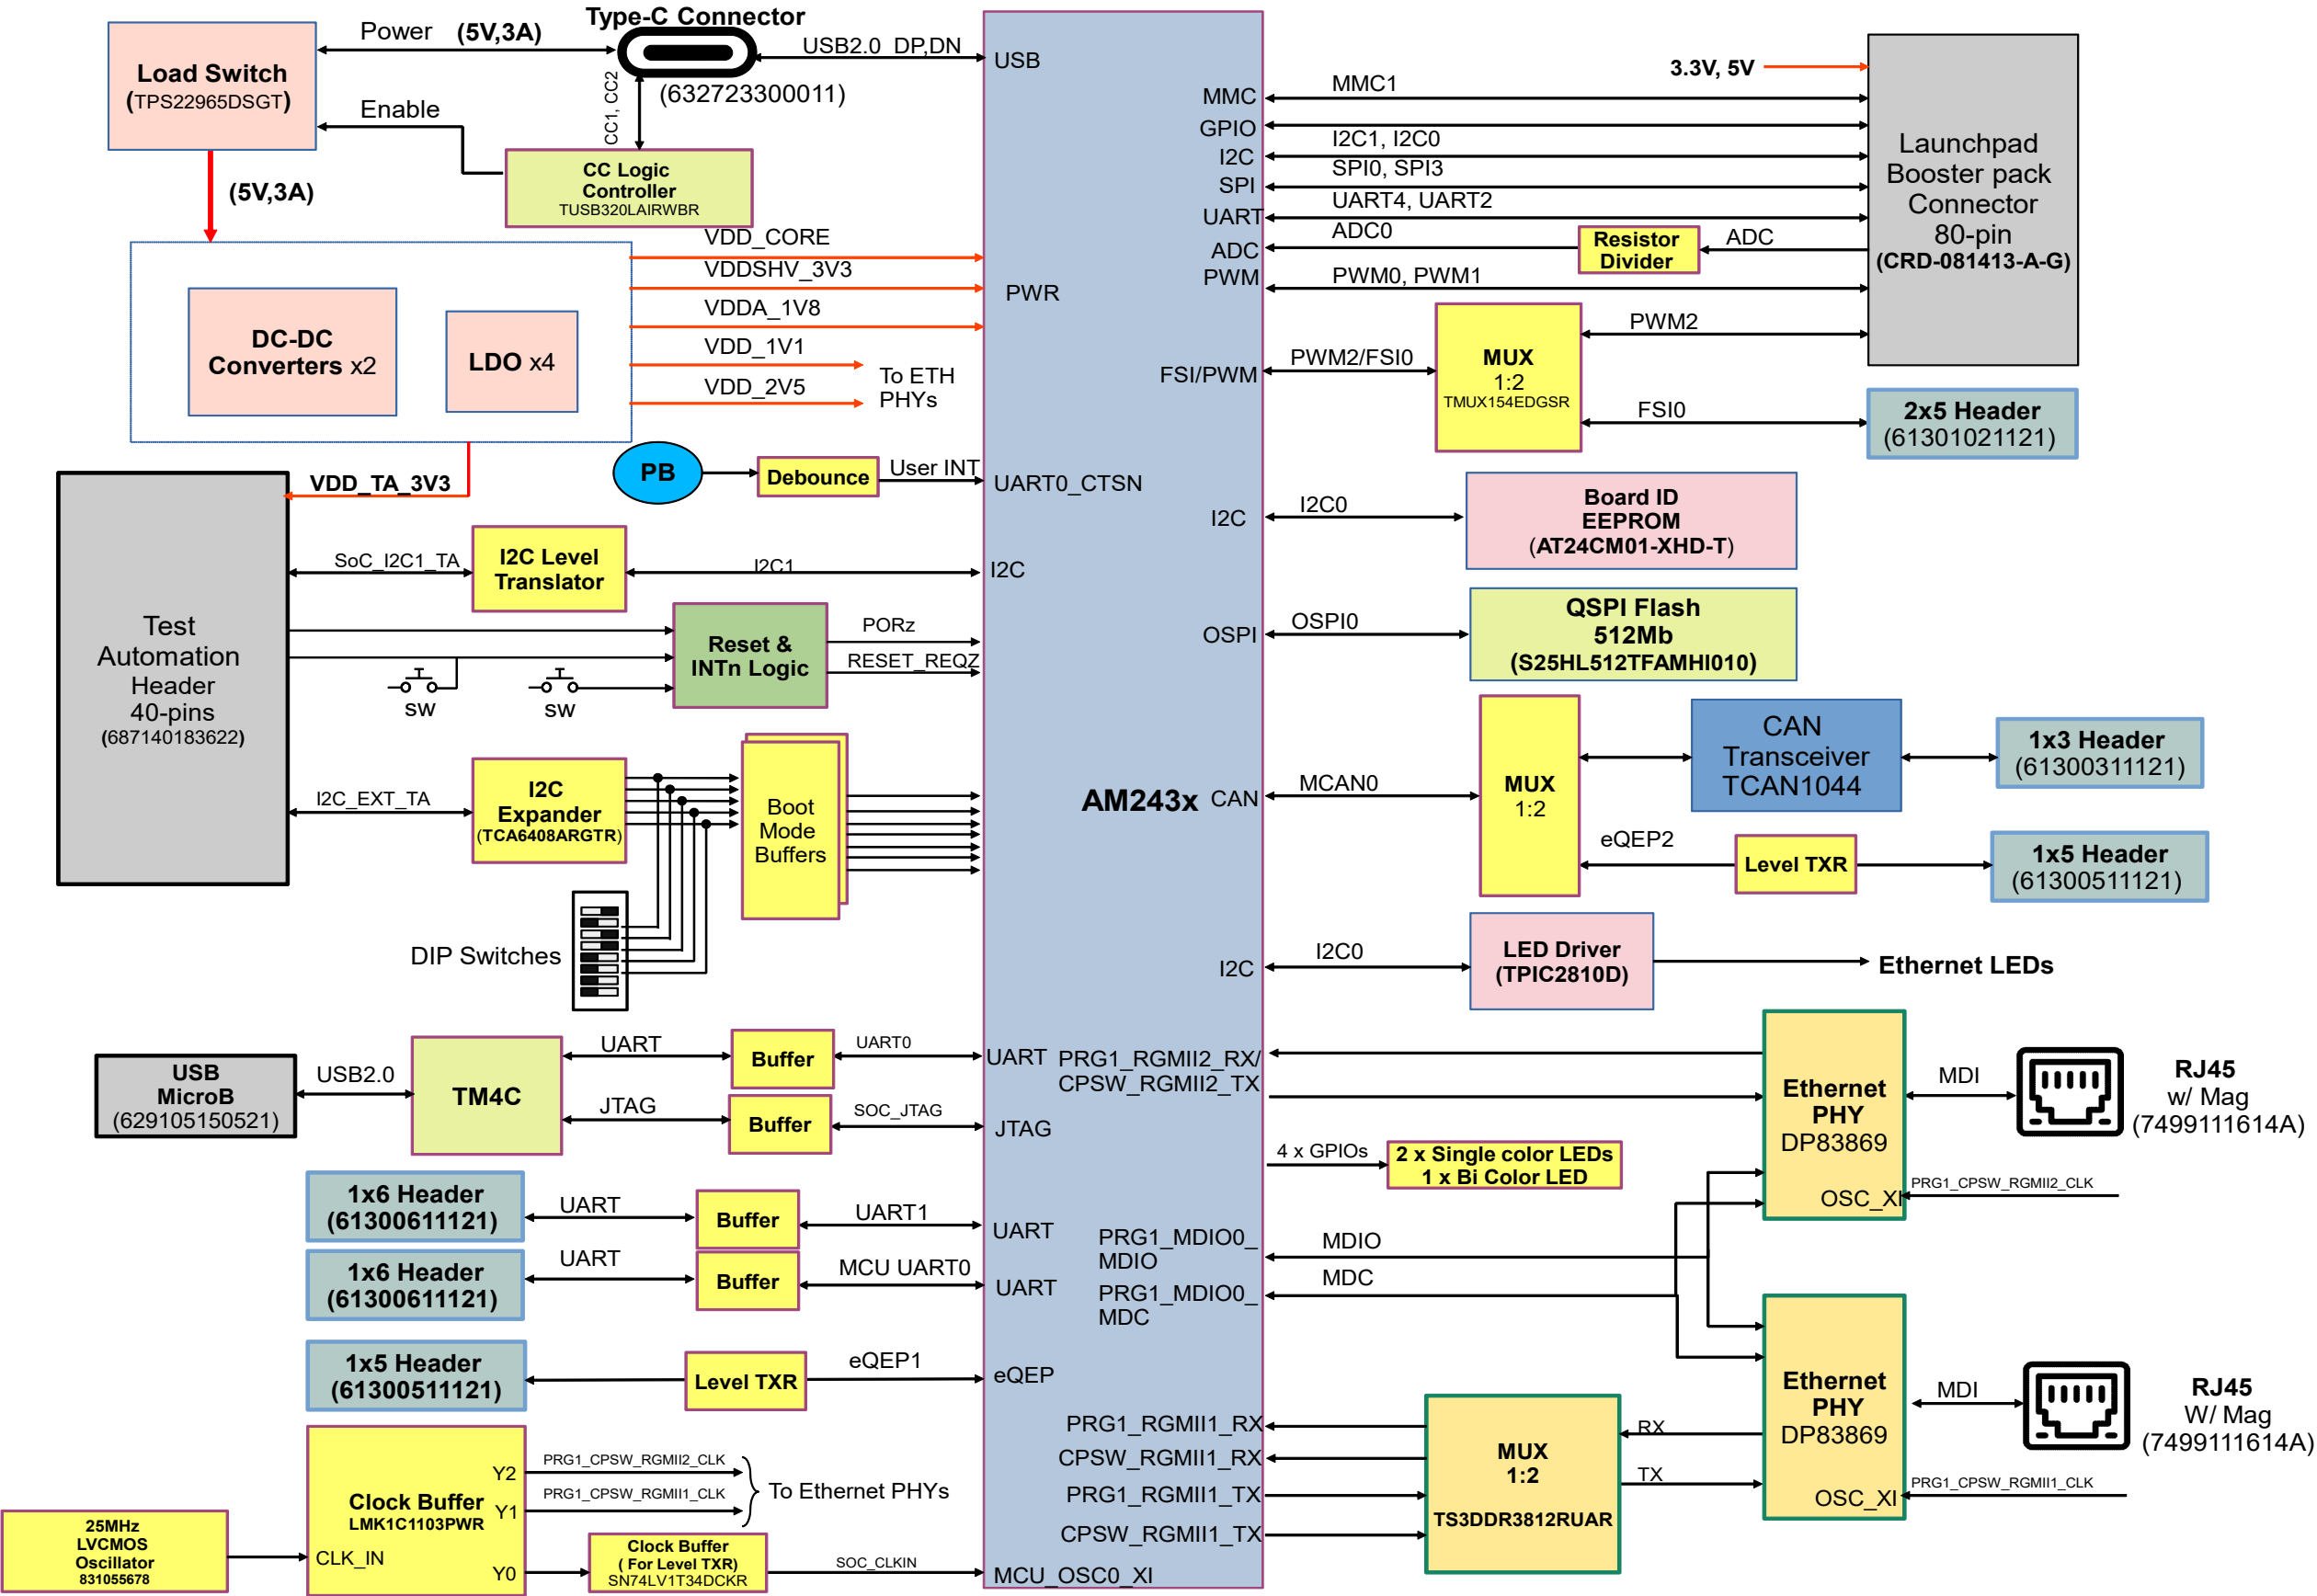 Type-C Connector
Power (5V,3A)
USB2.0 DP,DN
(632723300011)
CC1, CC2
Load Switch
(TPS22965DSGT)
Enable
CC Logic
Controller
TUSB320LAIRWBR
(5V,3A)
DC-DC
Converters x2
LDO x4
VDD_CORE
VDDSHV_3V3
VDDA_1V8
VDD_1V1
VDD_2V5
To ETH
PHYs
VDD_TA_3V3
PB
Debounce
User INT
Test
Automation
Header
40-pins
(687140183622)
SoC_I2C1_TA
I2C Level
Translator
I2C1
Reset &
INTn Logic
PORz
RESET_REQZ
SW
SW
I2C_EXT_TA
I2C
Expander
(TCA6408ARGTR)
Boot
Mode
Buffers
DIP Switches
USB
MicroB
(629105150521)
USB2.0
TM4C
UART
Buffer
UART0
JTAG
Buffer
SOC_JTAG
1x6 Header
(61300611121)
UART
Buffer
UART1
1x6 Header
(61300611121)
UART
Buffer
MCU UART0
1x5 Header
(61300511121)
Level TXR
eQEP1
25MHz
LVCMOS
Oscillator
831055678
CLK_IN
Clock Buffer
LMK1C1103PWR
Y2
Y1
Y0
PRG1_CPSW_RGMII2_CLK
PRG1_CPSW_RGMII1_CLK
To Ethernet PHYs
Clock Buffer
( For Level TXR)
SN74LV1T34DCKR
SOC_CLKIN
AM243x
USB
PWR
UART0_CTSN
I2C
UART
JTAG
UART
UART
eQEP
MCU_OSC0_XI
MMC
GPIO
I2C
SPI
UART
ADC
PWM
FSI/PWM
I2C
OSPI
CAN
I2C
PRG1_RGMII2_RX/
CPSW_RGMII2_TX
PRG1_MDIO0_
MDIO
PRG1_MDIO0_
MDC
PRG1_RGMII1_RX
CPSW_RGMII1_RX
PRG1_RGMII1_TX
CPSW_RGMII1_TX
3.3V, 5V
MMC1
I2C1, I2C0
SPI0, SPI3
UART4, UART2
ADC0
Resistor
Divider
ADC
PWM0, PWM1
Launchpad
Booster pack
Connector
80-pin
(CRD-081413-A-G)
PWM2/FSI0
MUX
1:2
TMUX154EDGSR
PWM2
FSI0
2x5 Header
(61301021121)
I2C0
Board ID
EEPROM
(AT24CM01-XHD-T)
OSPI0
QSPI Flash
512Mb
(S25HL512TFAMHI010)
MCAN0
MUX
1:2
CAN
Transceiver
TCAN1044
1x3 Header
(61300311121)
eQEP2
Level TXR
1x5 Header
(61300511121)
I2C0
LED Driver
(TPIC2810D)
Ethernet LEDs
Ethernet
PHY
DP83869
OSC_XI
MDI
RJ45
w/ Mag
(7499111614A)
PRG1_CPSW_RGMII2_CLK
4 x GPIOs
2 x Single color LEDs
1 x Bi Color LED
MDIO
MDC
MUX
1:2
TS3DDR3812RUAR
RX
TX
Ethernet
PHY
DP83869
OSC_XI
MDI
RJ45
W/ Mag
(7499111614A)
PRG1_CPSW_RGMII1_CLK